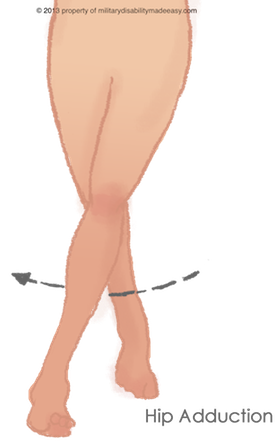 © 2013 property of militarydisabilitymadeeasy.com
Hip Adduction